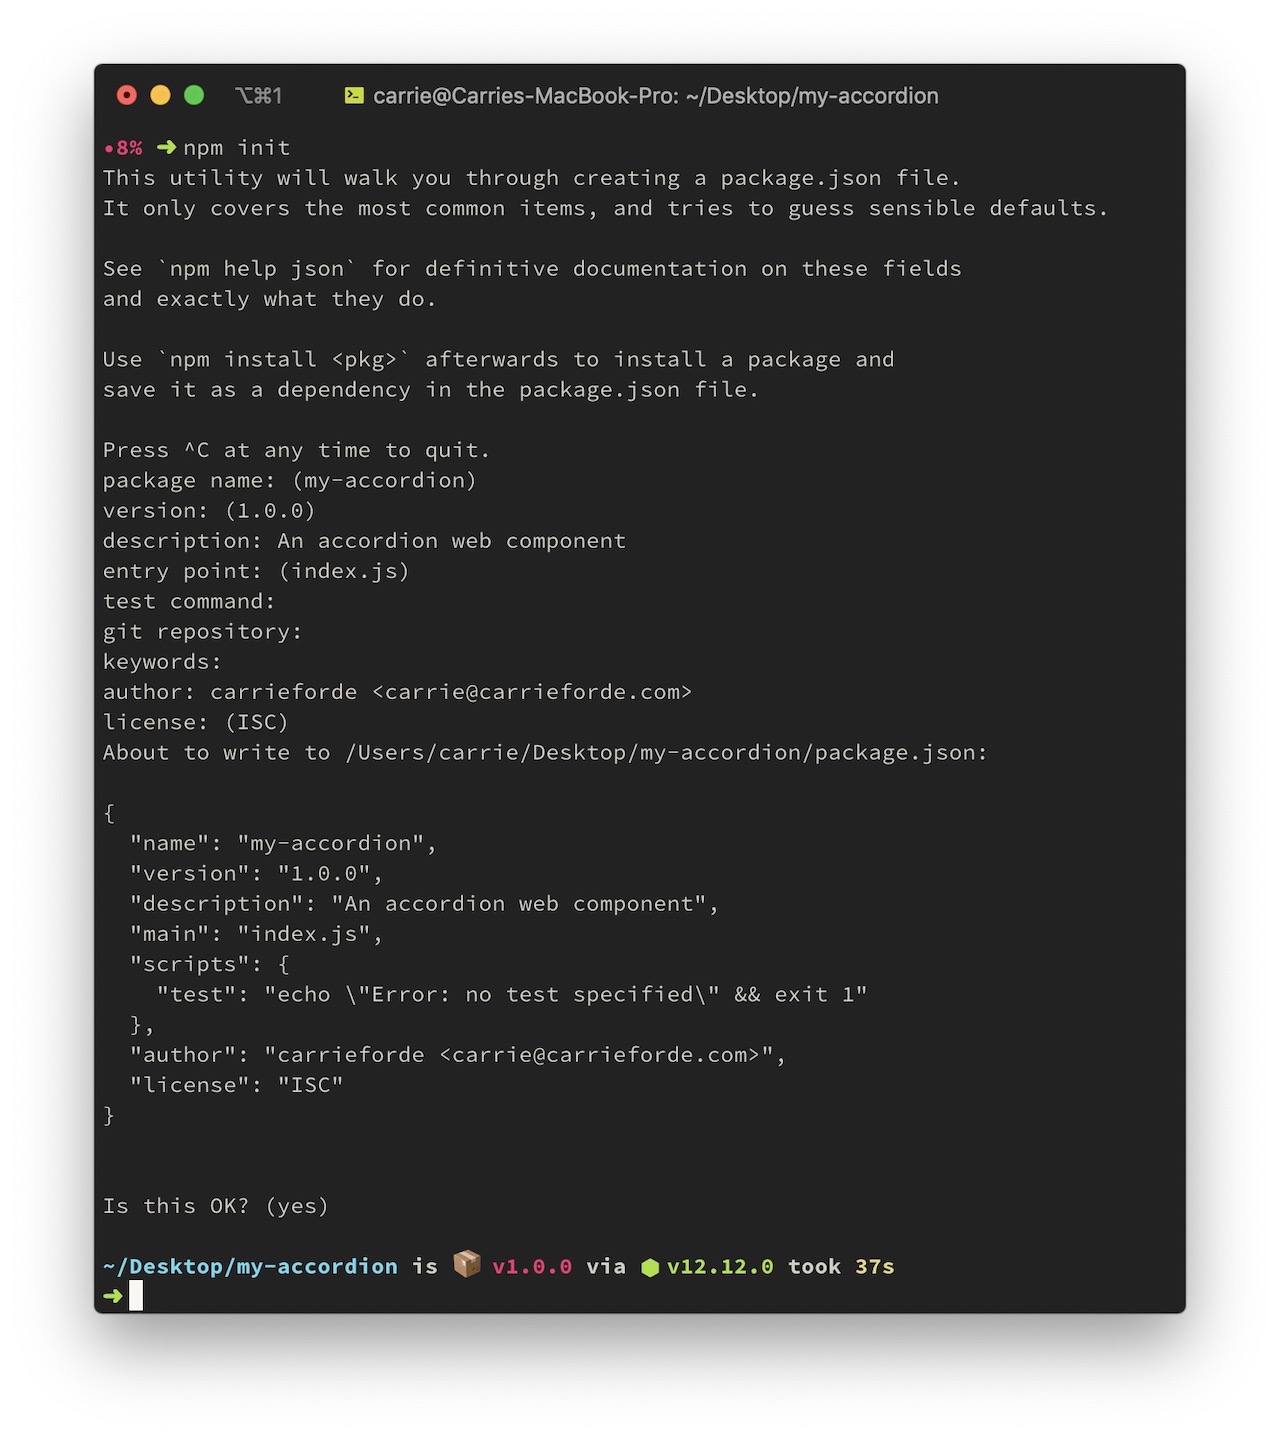 ⌥⌘1 carrie@Carries-MacBook-Pro: ~/Desktop/my-accordion
•8% ➜ npm init
This utility will walk you through creating a package.json file.
It only covers the most common items, and tries to guess sensible defaults.
See `npm help json` for definitive documentation on these fields
and exactly what they do.
Use `npm install <pkg>` afterwards to install a package and
save it as a dependency in the package.json file.
Press ^C at any time to quit.
package name: (my-accordion)
version: (1.0.0)
description: An accordion web component
entry point: (index.js)
test command:
git repository:
keywords:
author: carrieforde <carrie@carrieforde.com>
license: (ISC)
About to write to /Users/carrie/Desktop/my-accordion/package.json:
{
  "name": "my-accordion",
  "version": "1.0.0",
  "description": "An accordion web component",
  "main": "index.js",
  "scripts": {
    "test": "echo \"Error: no test specified\" && exit 1"
  },
  "author": "carrieforde <carrie@carrieforde.com>",
  "license": "ISC"
}
Is this OK? (yes)
~/Desktop/my-accordion is 📦 v1.0.0 via ⬢ v12.12.0 took 37s
➜